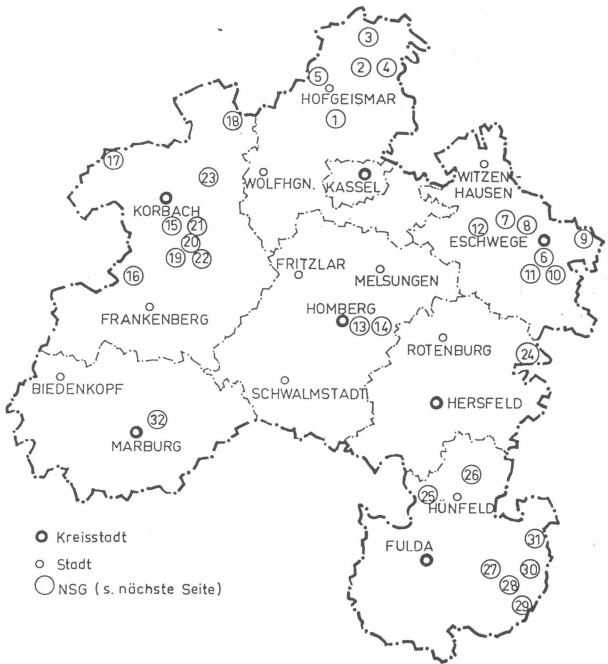 3
2 4
5
HOFGEISMAR
1
18
17
23
WOLFHGN.
KASSEL
WITZEN-
HAUSEN
KORBACH
15 21
20
19 22
16
12 7 8
9
ESCHWEGE
6
11 10
FRITZLAR
MELSUNGEN
HOMBERG
13 14
FRANKENBERG
ROTENBURG
24
BIEDENKOPF
SCHWALMSTADT
HERSFELD
32
MARBURG
26
25
HÜNFELD
FULDA
31
27 30
28
29
Kreisstadt
Stadt
NSG (s. nächste Seite)